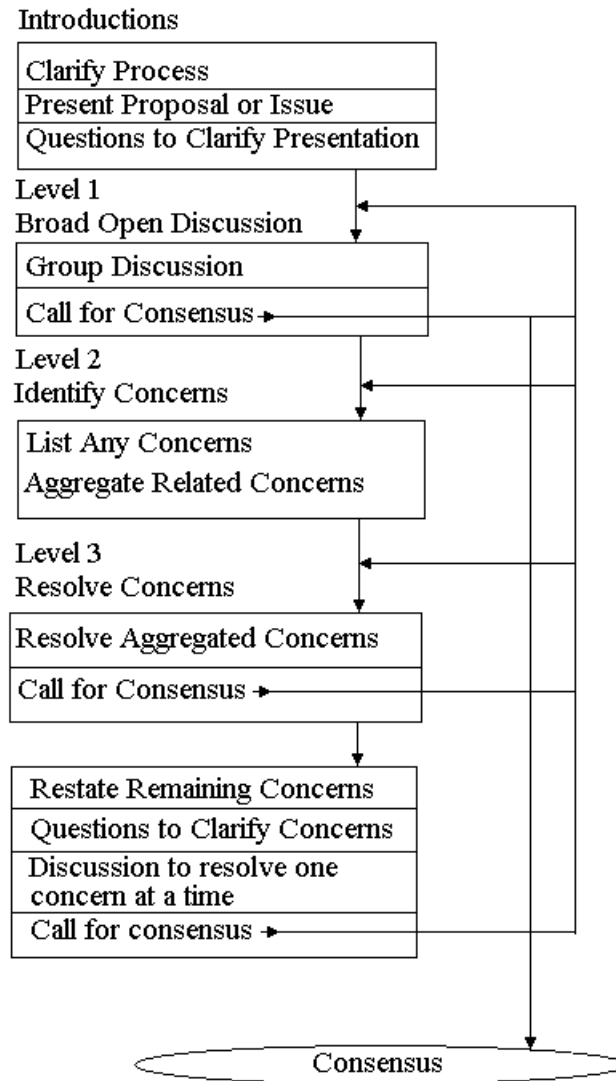 Introductions
Clarify Process
Present Proposal or Issue
Questions to Clarify Presentation
Level 1
Broad Open Discussion
Group Discussion
Call for Consensus
Level 2
Identify Concerns
List Any Concerns
Aggregate Related Concerns
Level 3
Resolve Concerns
Resolve Aggregated Concerns
Call for Consensus
Restate Remaining Concerns
Questions to Clarify Concerns
Discussion to resolve one
concern at a time
Call for consensus
Consensus